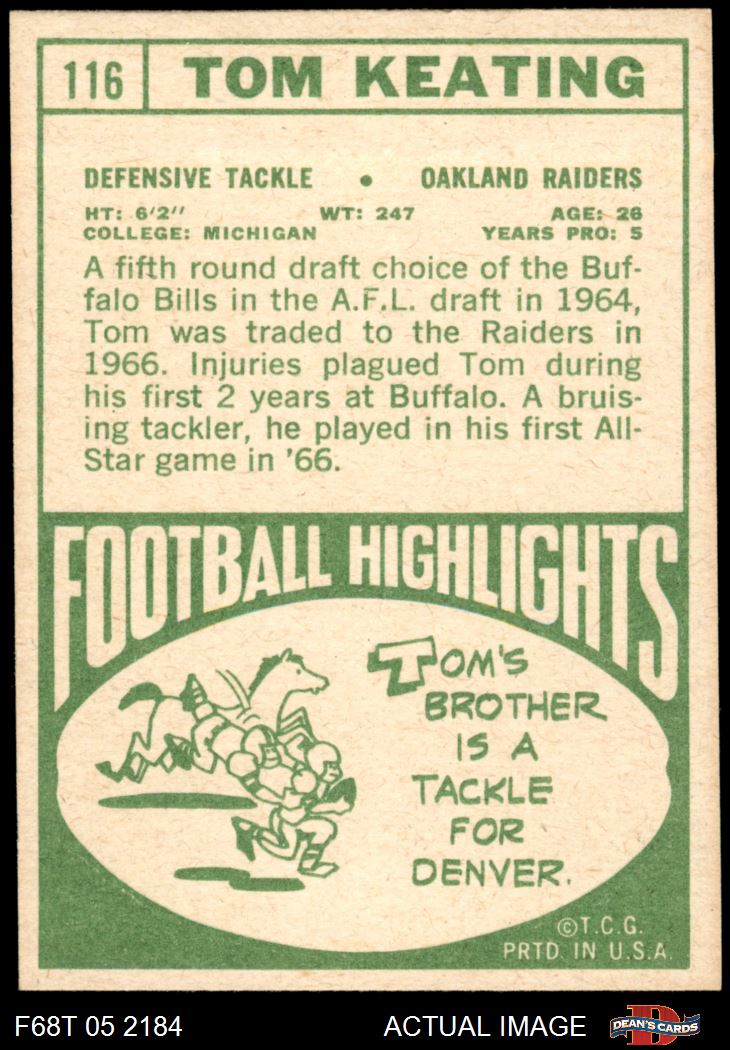 116 TOM KEATING
DEFENSIVE TACKLE • OAKLAND RAIDERS
HT: 6'2" WT: 247 AGE: 26
COLLEGE: MICHIGAN YEARS PRO: 5
A fifth round draft choice of the Buf-
falo Bills in the A.F.L. draft in 1964,
Tom was traded to the Raiders in
1966. Injuries plagued Tom during
his first 2 years at Buffalo. A bruis-
ing tackler, he played in his first All-
Star game in '66.
FOOTBALL HIGHLIGHTS
TOM'S
BROTHER
IS A
TACKLE
FOR
DENVER.
©T.C.G.
PRTD. IN U.S.A.
F68T 05 2184 ACTUAL IMAGE D DEAN'S CARDS